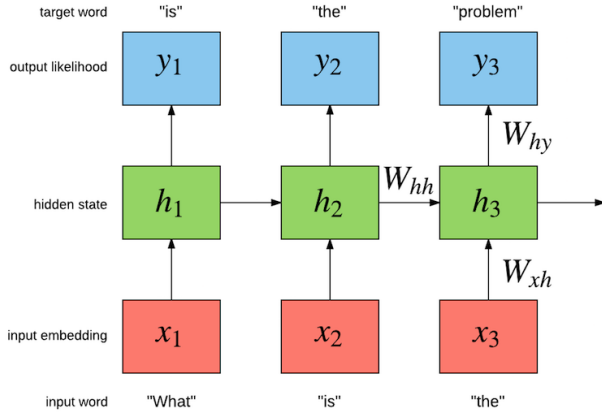 target word "is" "the" "problem"
output likelihood y1 y2 y3
Why
hidden state h1 h2 Whh h3
Wxh
input embedding x1 x2 x3
input word "What" "is" "the"